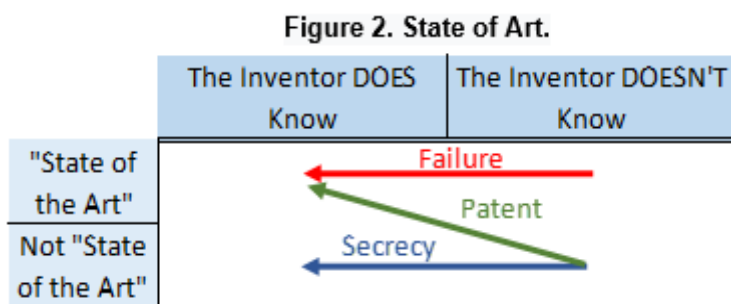 Figure 2. State of Art.
The Inventor DOES
Know
The Inventor DOESN'T
Know
"State of
the Art"
Failure
Patent
Not "State
of the Art"
Secrecy